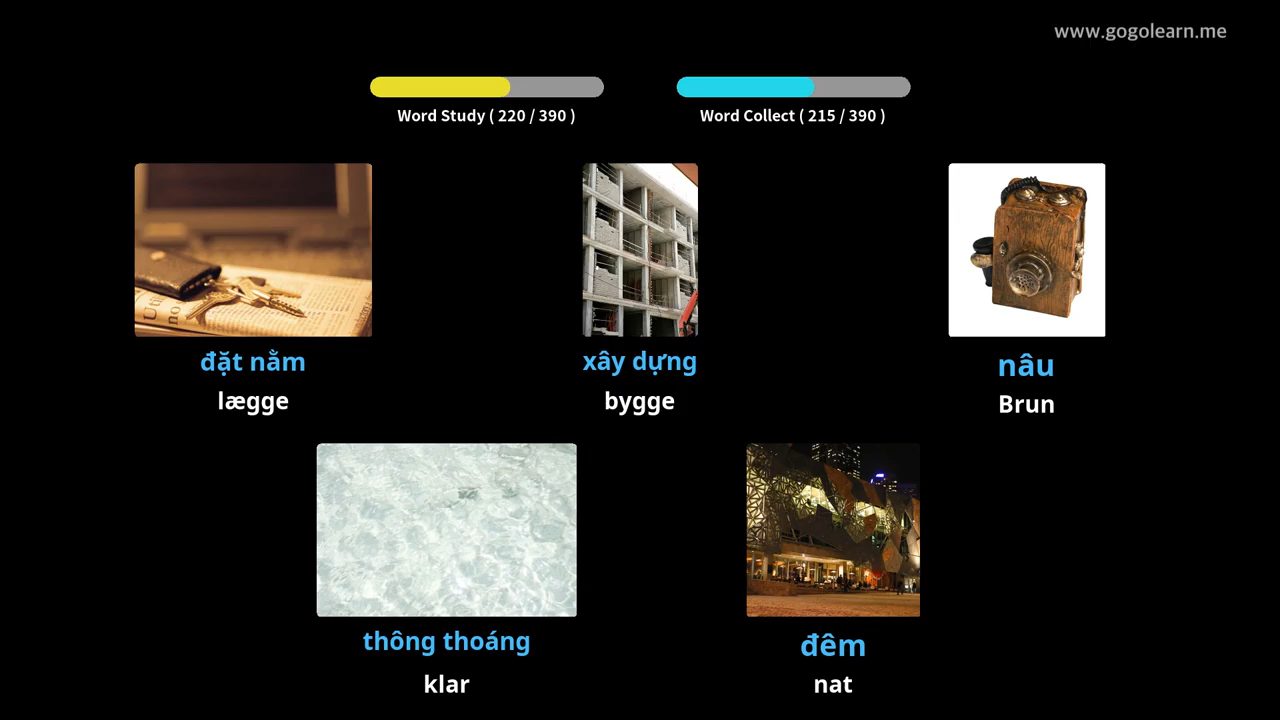 www.gogolearn.me
Word Study ( 220 / 390 )
Word Collect ( 215 / 390 )
đặt nằm
lægge
xây dựng
bygge
nâu
Brun
thông thoáng
klar
đêm
nat